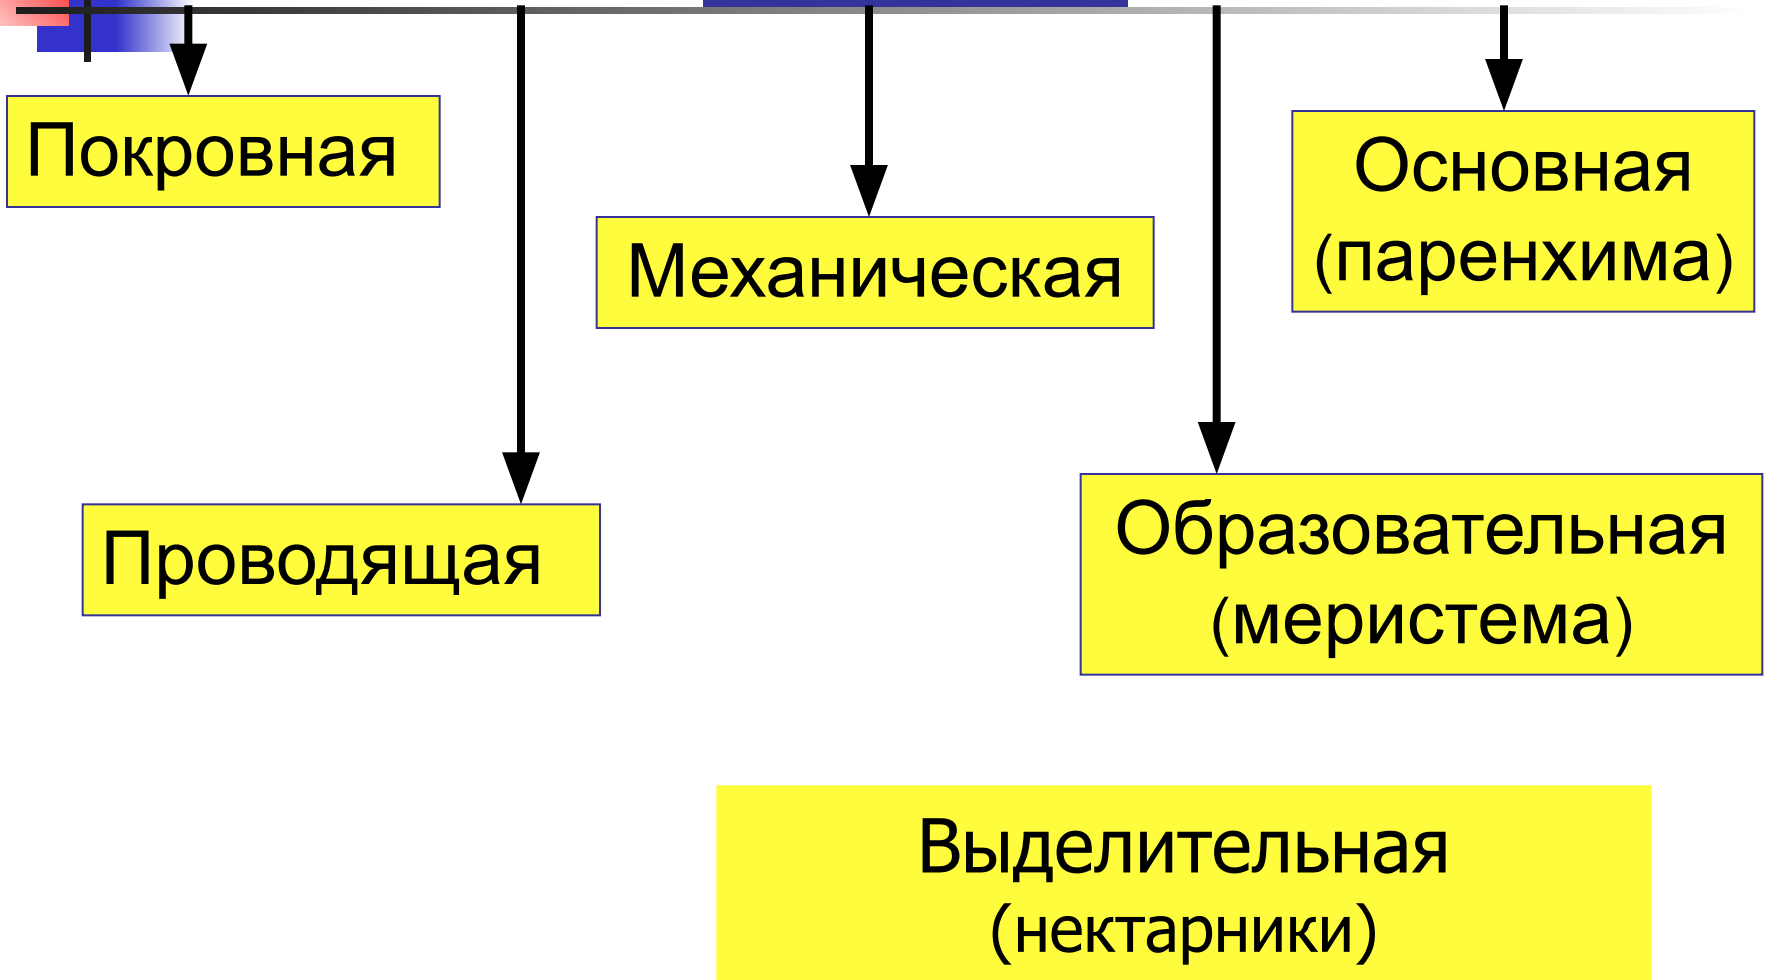 Покровная
Основная
(паренхима)
Механическая
Проводящая
Образовательная
(меристема)
Выделительная
(нектарники)